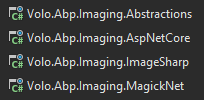 Volo.Abp.Imaging.Abstractions
Volo.Abp.Imaging.AspNetCore
Volo.Abp.Imaging.ImageSharp
Volo.Abp.Imaging.MagickNet